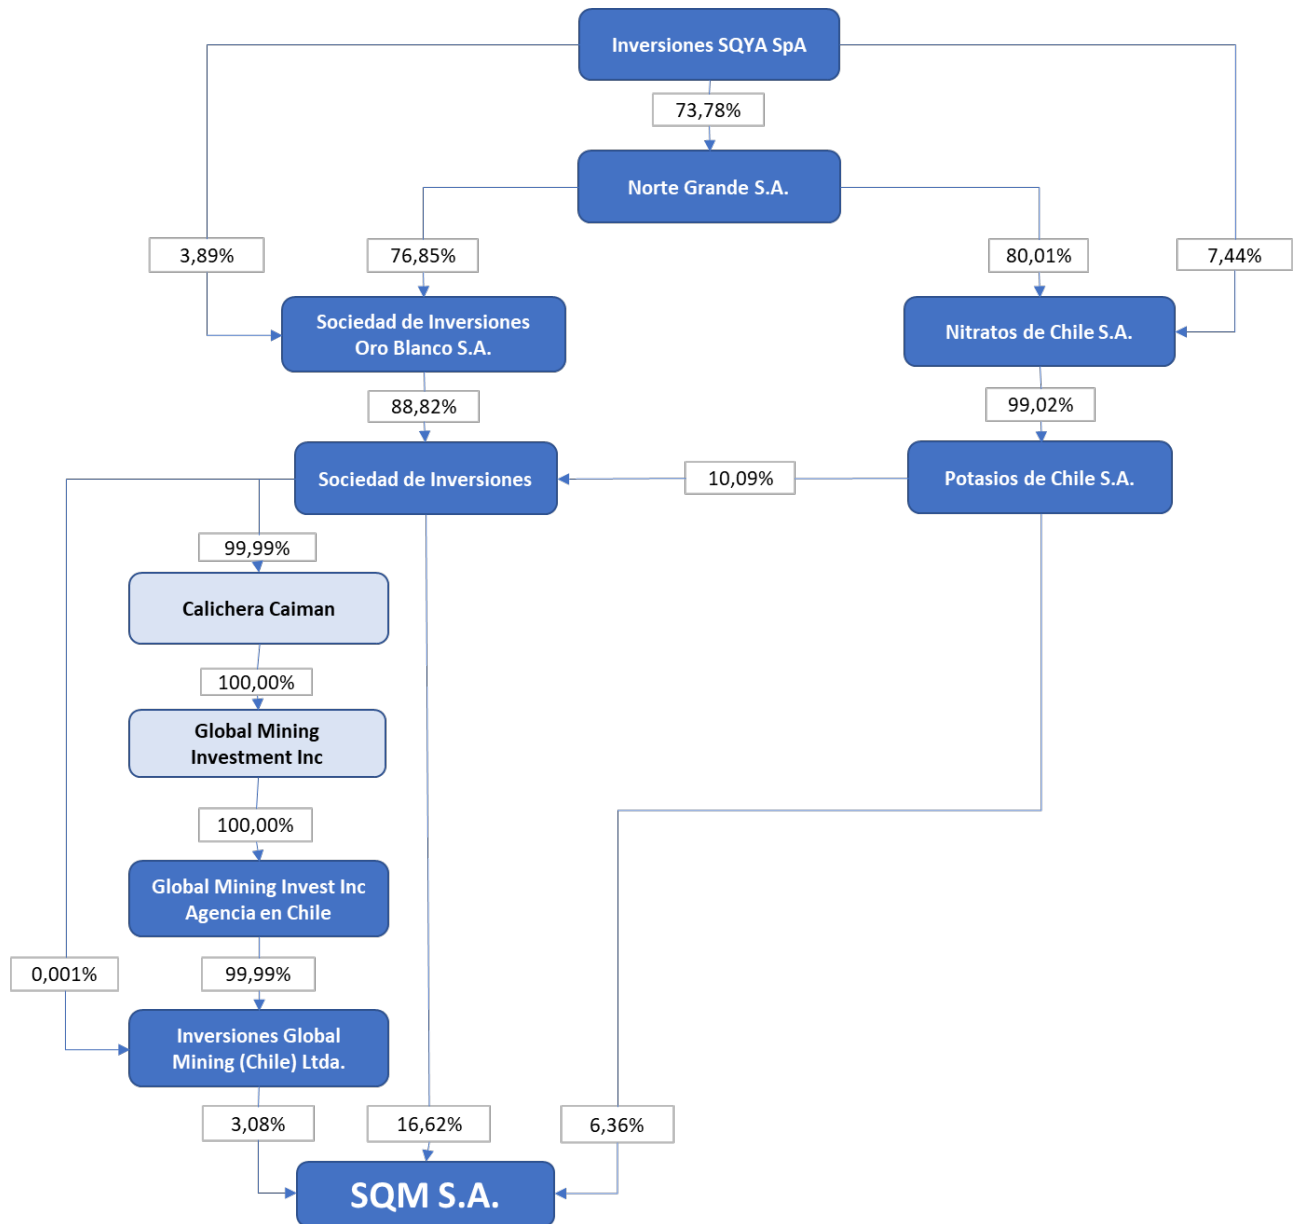 Inversiones SQYA SpA
73,78%
Norte Grande S.A.
3,89%
76,85%
80,01%
7,44%
Sociedad de Inversiones
Oro Blanco S.A.
Nitratos de Chile S.A.
88,82%
99,02%
Sociedad de Inversiones
10,09%
Potasios de Chile S.A.
99,99%
Calichera Caiman
100,00%
Global Mining
Investment Inc
100,00%
Global Mining Invest Inc
Agencia en Chile
0,001%
99,99%
Inversiones Global
Mining (Chile) Ltda.
3,08%
16,62%
6,36%
SQM S.A.